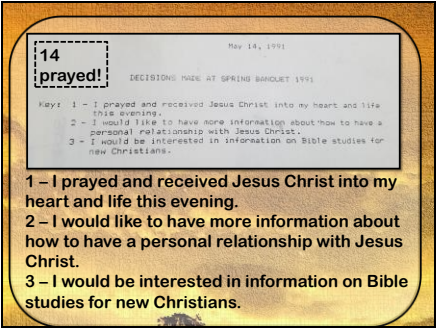 14
prayed!
May 14, 1991
DECISIONS MADE AT SPRING BANQUET 1991
Key: 1 - I prayed and received Jesus Christ into my heart and life
this evening.
2 - I would like to have more information about how to have a
personal relationship with Jesus Christ.
3 - I would be interested in information on Bible studies for
new Christians.
1 – I prayed and received Jesus Christ into my
heart and life this evening.
2 – I would like to have more information about
how to have a personal relationship with Jesus
Christ.
3 – I would be interested in information on Bible
studies for new Christians.